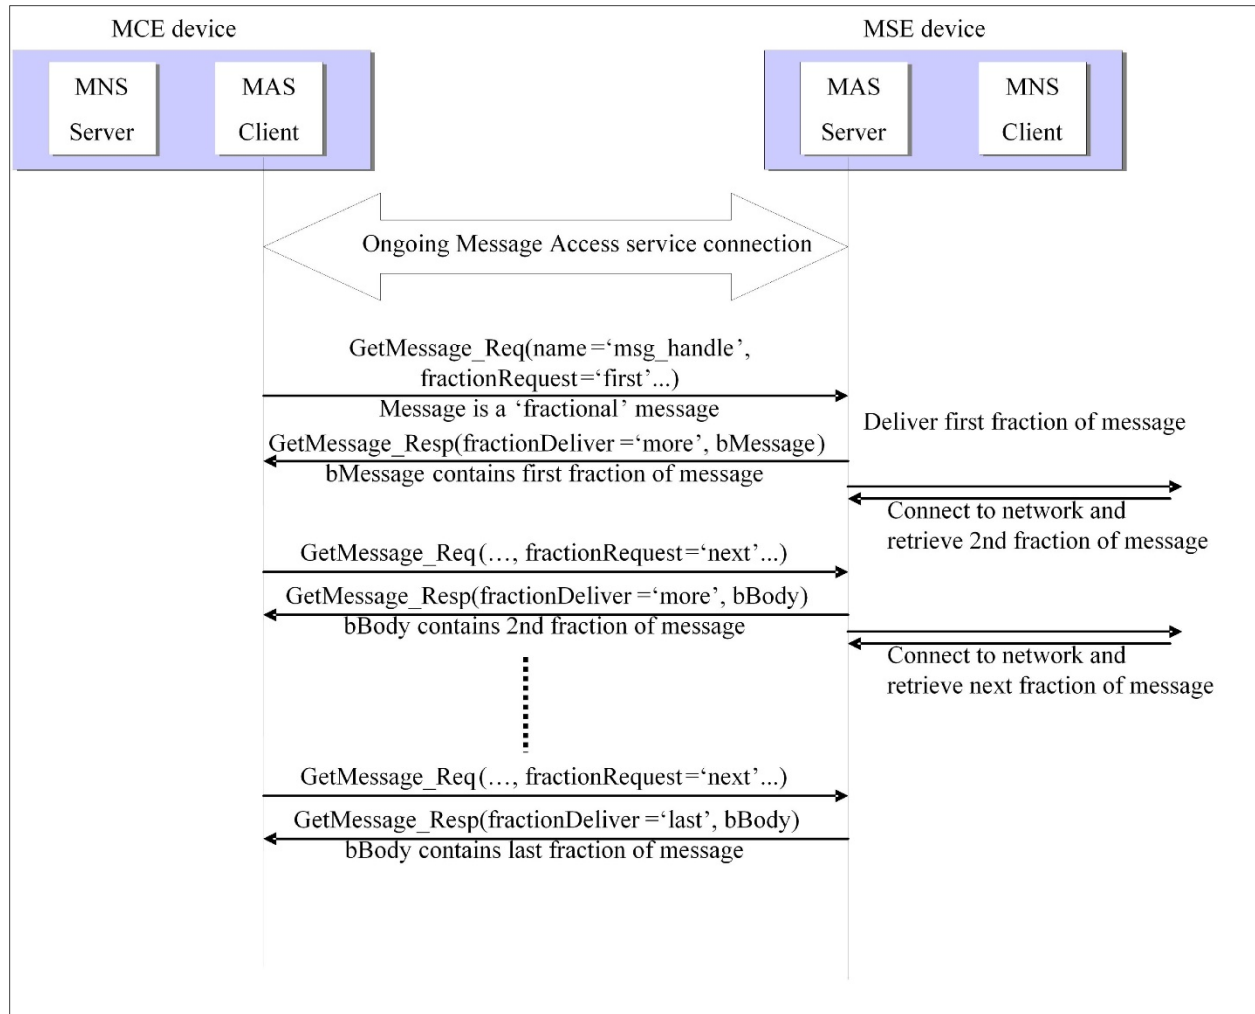 MCE device
MSE device
MNS
Server
MAS
Client
MAS
Server
MNS
Client
Ongoing Message Access service connection
GetMessage_Req(name=‘msg_handle’,
fractionRequest=‘first’...)
Message is a ‘fractional’ message
Deliver first fraction of message
GetMessage_Resp(fractionDeliver=‘more’, bMessage)
bMessage contains first fraction of message
Connect to network and
retrieve 2nd fraction of message
GetMessage_Req(…, fractionRequest=‘next’...)
GetMessage_Resp(fractionDeliver=‘more’, bBody)
bBody contains 2nd fraction of message
Connect to network and
retrieve next fraction of message
GetMessage_Req(…, fractionRequest=‘next’...)
GetMessage_Resp(fractionDeliver=‘last’, bBody)
bBody contains last fraction of message